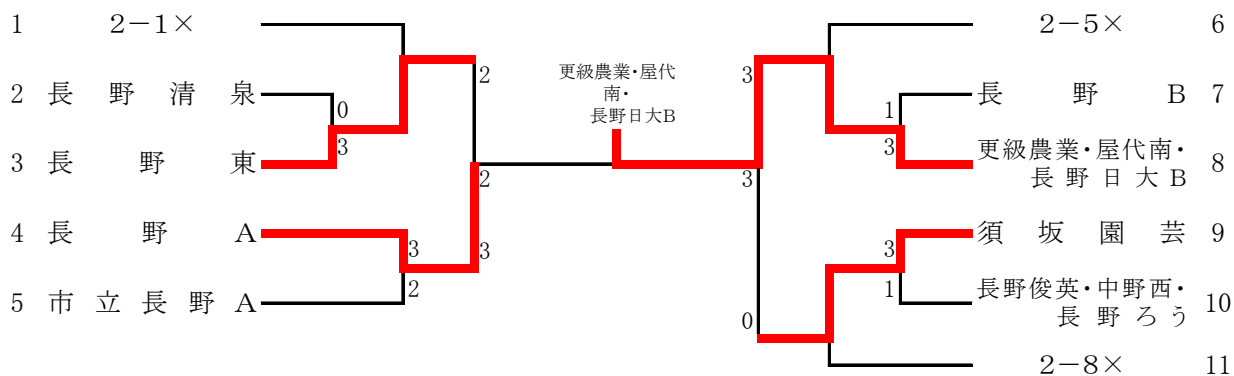 1 2-1×
2 長野清泉
3 長野東
4 長野A
5 市立長野A
0
3
3
2
2
3
2
更級農業・屋代
南・
長野日大B
3
3
0
1
3
3
1
2-5× 6
長野B 7
更級農業・屋代南・
長野日大B 8
須坂園芸 9
長野俊英・中野西・
長野ろう 10
2-8× 11